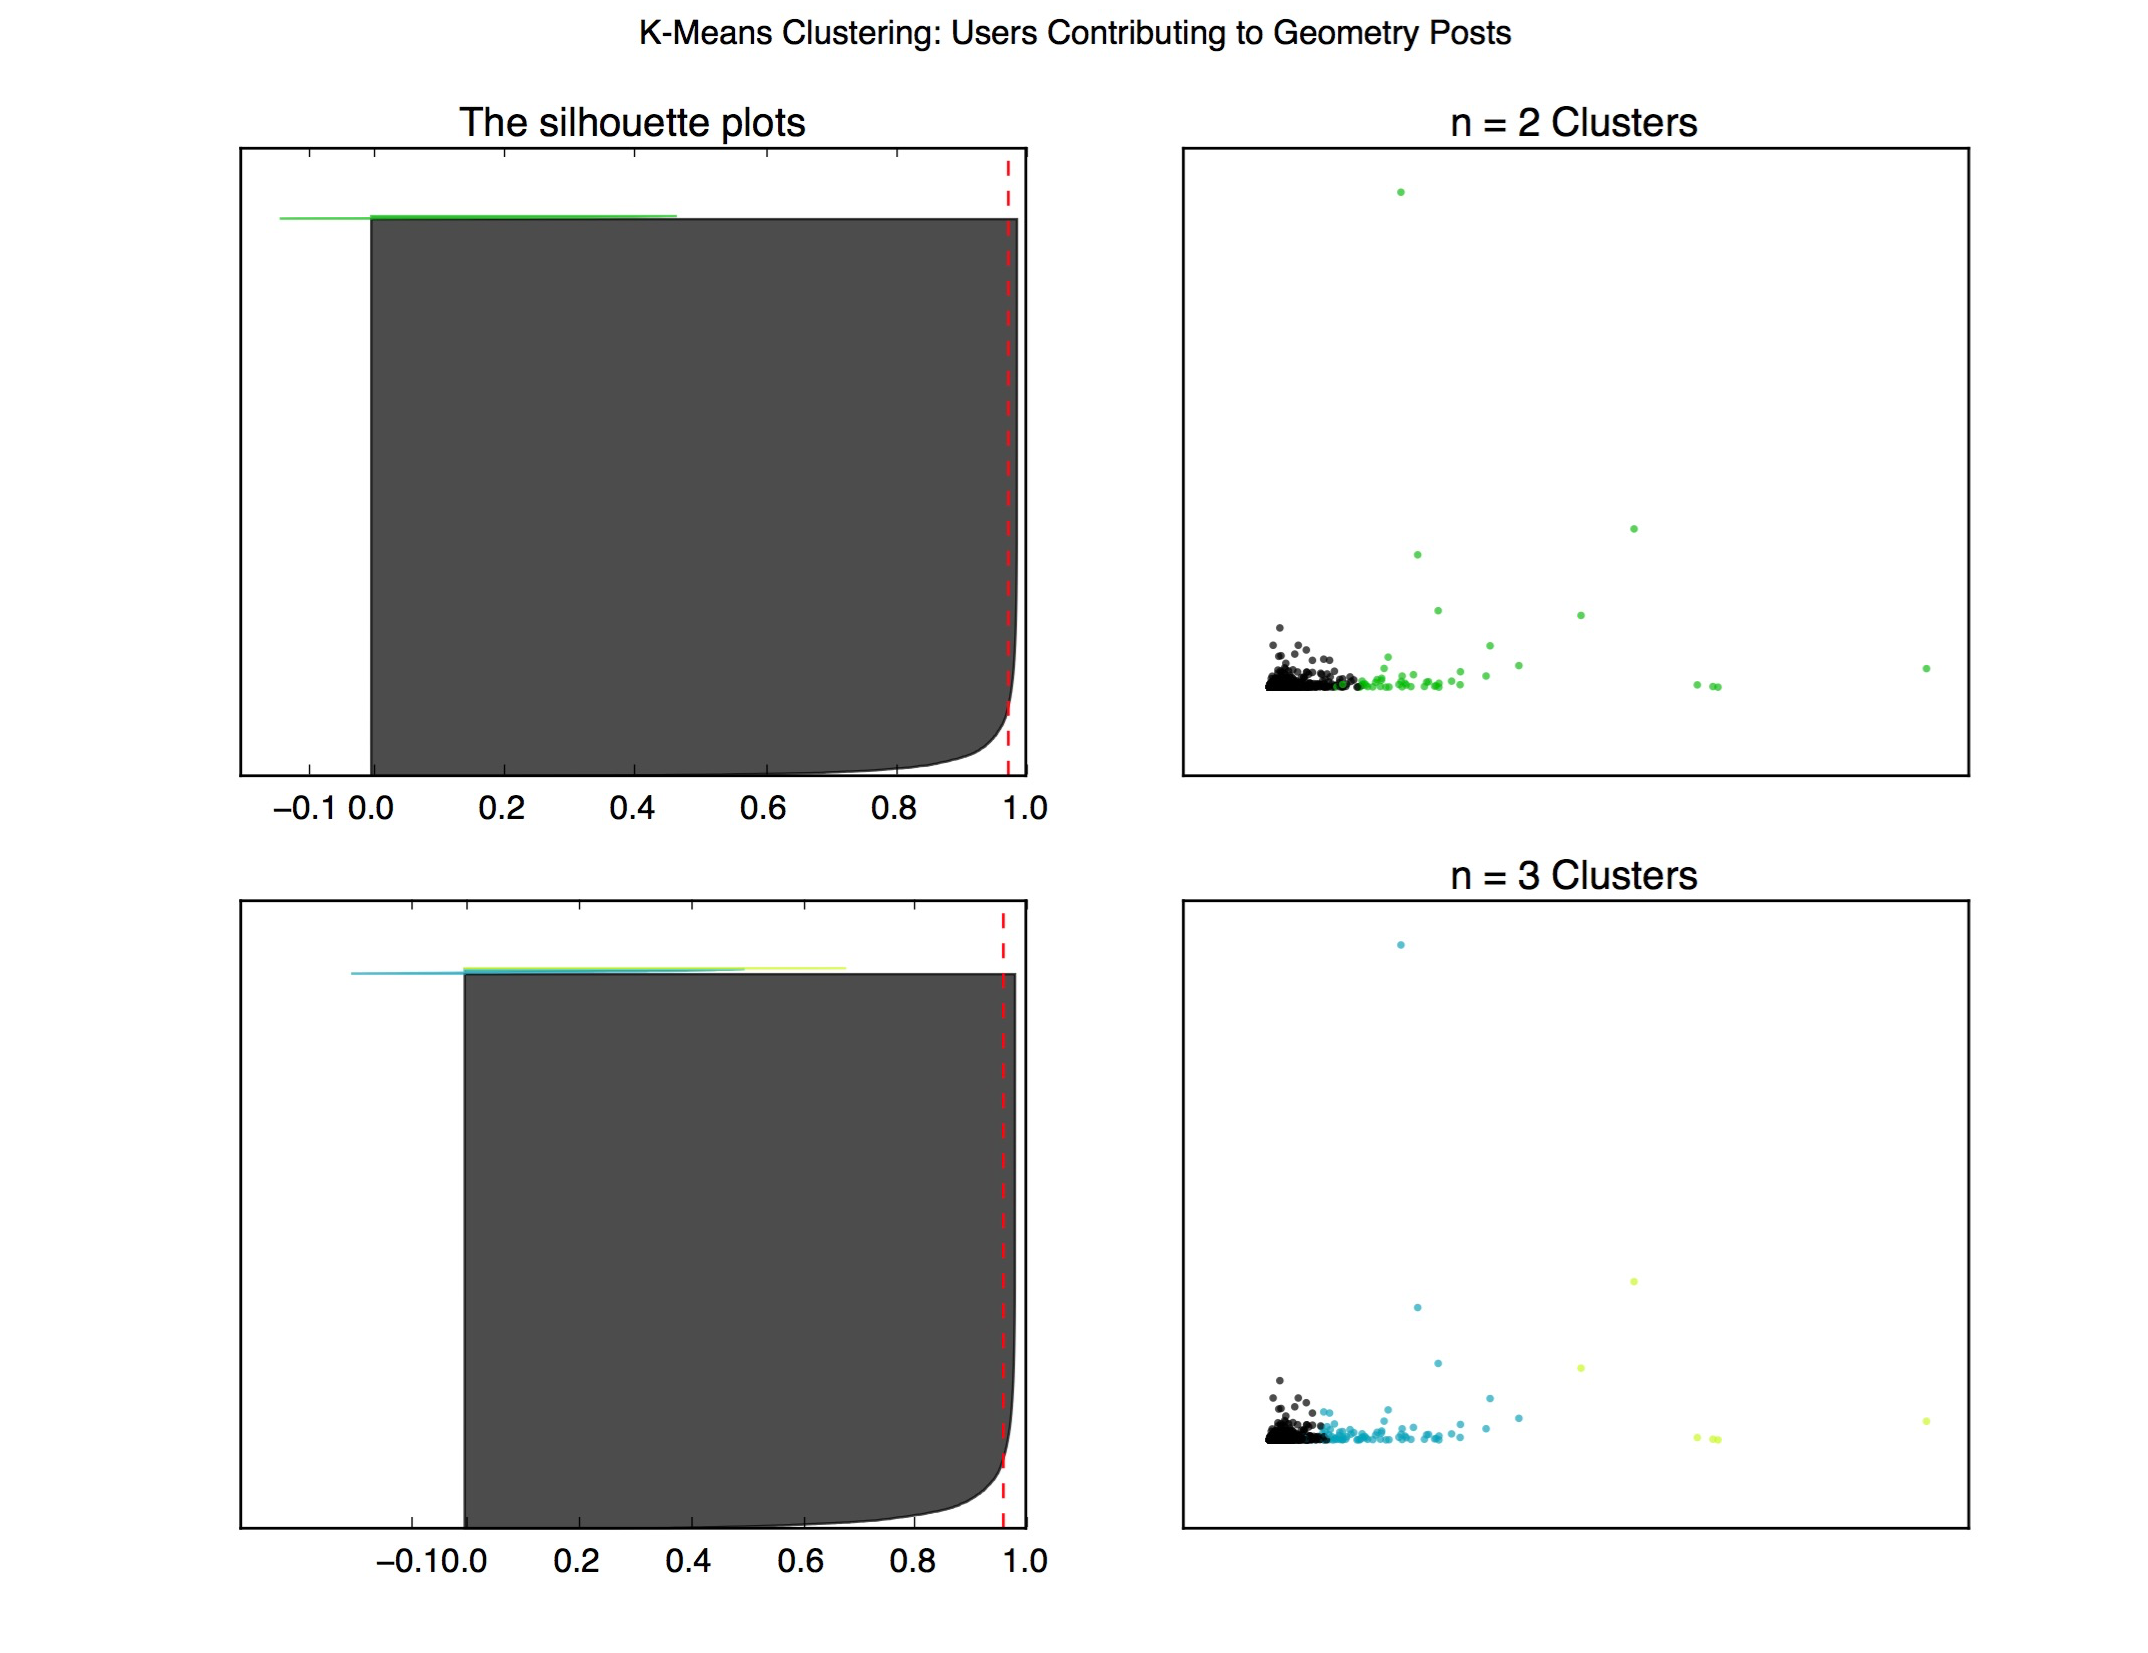 K-Means Clustering: Users Contributing to Geometry Posts
The silhouette plots
n = 2 Clusters
−0.1 0.0 0.2 0.4 0.6 0.8 1.0
n = 3 Clusters
−0.1 0.0 0.2 0.4 0.6 0.8 1.0